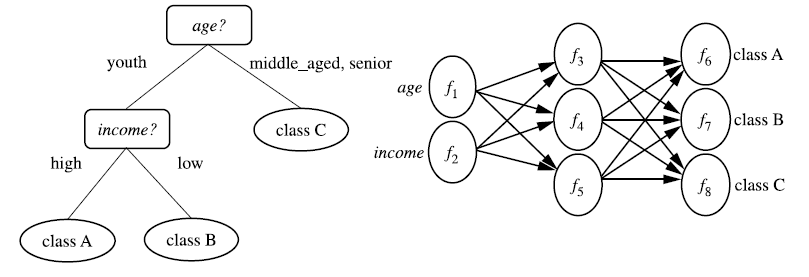 age?
youth
middle_aged, senior
income?
class C
high
low
class A
class B
age
income
f1
f2
f3
f4
f5
f6
f7
f8
class A
class B
class C